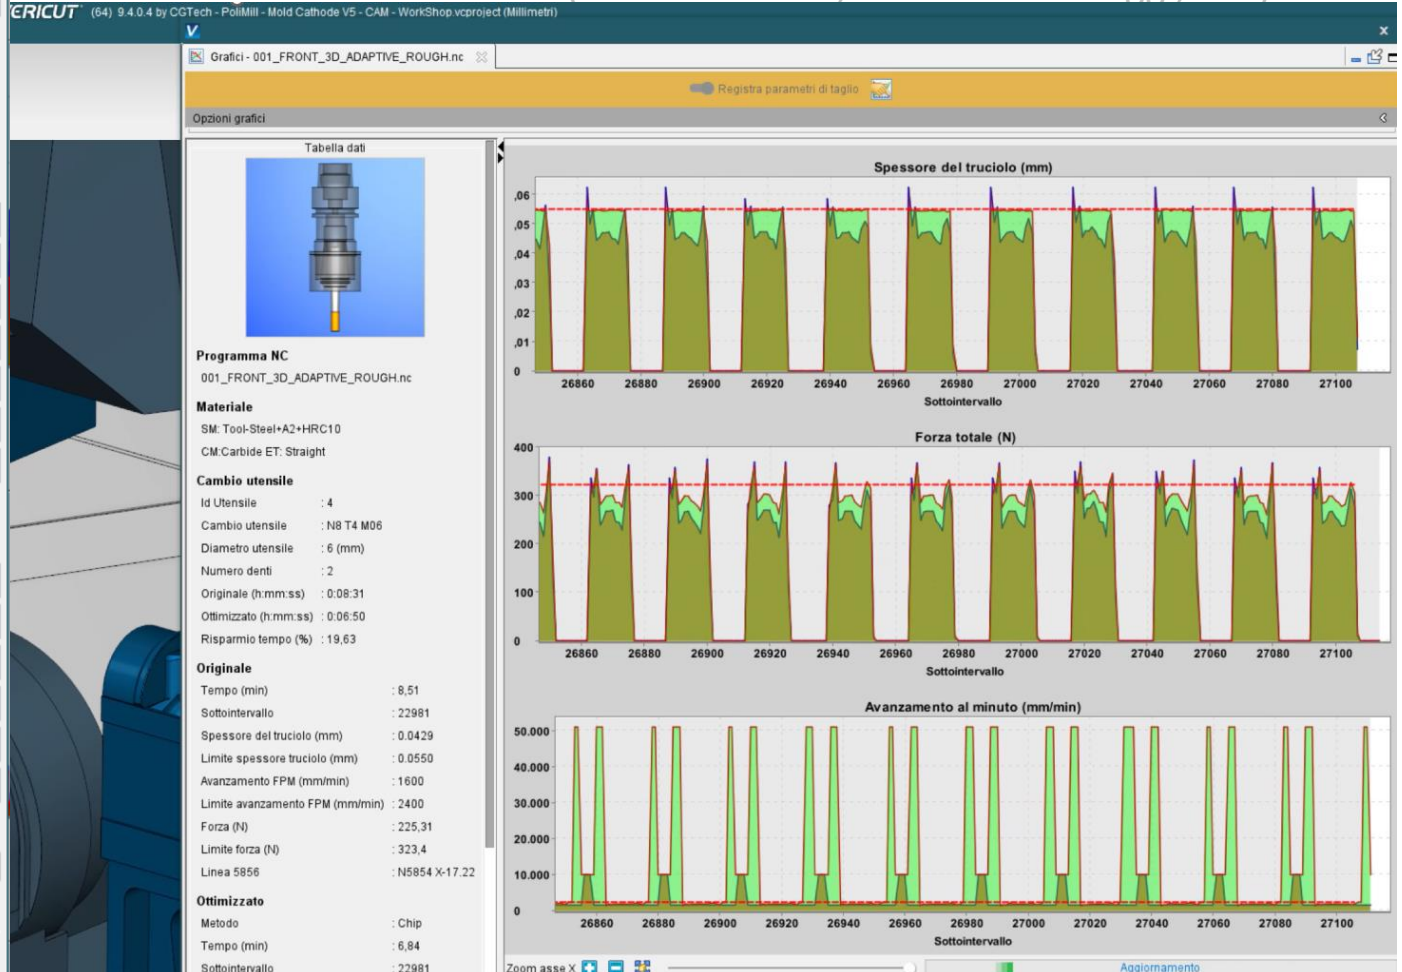 ERICUT (64) 9.4.0.4 by CGTech - PoliMill - Mold Cathode V5 - CAM - WorkShop.vcproject (Millimetri)
Grafici - 001_FRONT_3D_ADAPTIVE_ROUGH.nc
Registra parametri di taglio
Opzioni grafici
Tabella dati
Programma NC
001_FRONT_3D_ADAPTIVE_ROUGH.nc
Materiale
SM: Tool-Steel+A2+HRC10
CM:Carbide ET: Straight
Cambio utensile
Id Utensile : 4
Cambio utensile : N8 T4 M06
Diametro utensile : 6 (mm)
Numero denti : 2
Originale (h:mm:ss) : 0:08:31
Ottimizzato (h:mm:ss) : 0:06:50
Risparmio tempo (%) : 19,63
Originale
Tempo (min) : 8,51
Sottointervallo : 22981
Spessore del truciolo (mm) : 0.0429
Limite spessore truciolo (mm) : 0.0550
Avanzamento FPM (mm/min) : 1600
Limite avanzamento FPM (mm/min) : 2400
Forza (N) : 225,31
Limite forza (N) : 323,4
Linea 5856 : N5854 X-17.22
Ottimizzato
Metodo : Chip
Tempo (min) : 6,84
Sottointervallo : 22981
Spessore del truciolo (mm)
,06
,05
,04
,03
,02
,01
0
26860 26880 26900 26920 26940 26960 26980 27000 27020 27040 27060 27080 27100
Sottointervallo
Forza totale (N)
400
300
200
100
0
26860 26880 26900 26920 26940 26960 26980 27000 27020 27040 27060 27080 27100
Sottointervallo
Avanzamento al minuto (mm/min)
50.000
40.000
30.000
20.000
10.000
0
26860 26880 26900 26920 26940 26960 26980 27000 27020 27040 27060 27080 27100
Sottointervallo
Zoom asse X
Aggiornamento